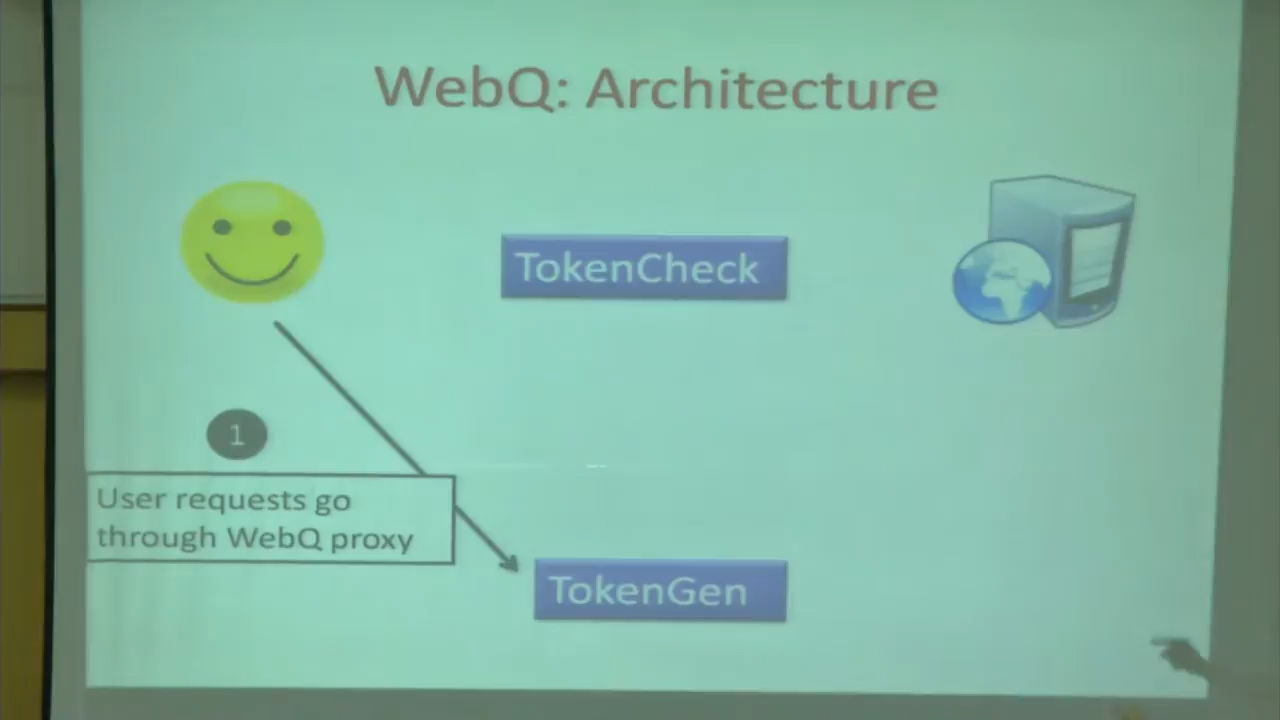 WebQ: Architecture
TokenCheck
1
User requests go
through WebQ proxy
TokenGen